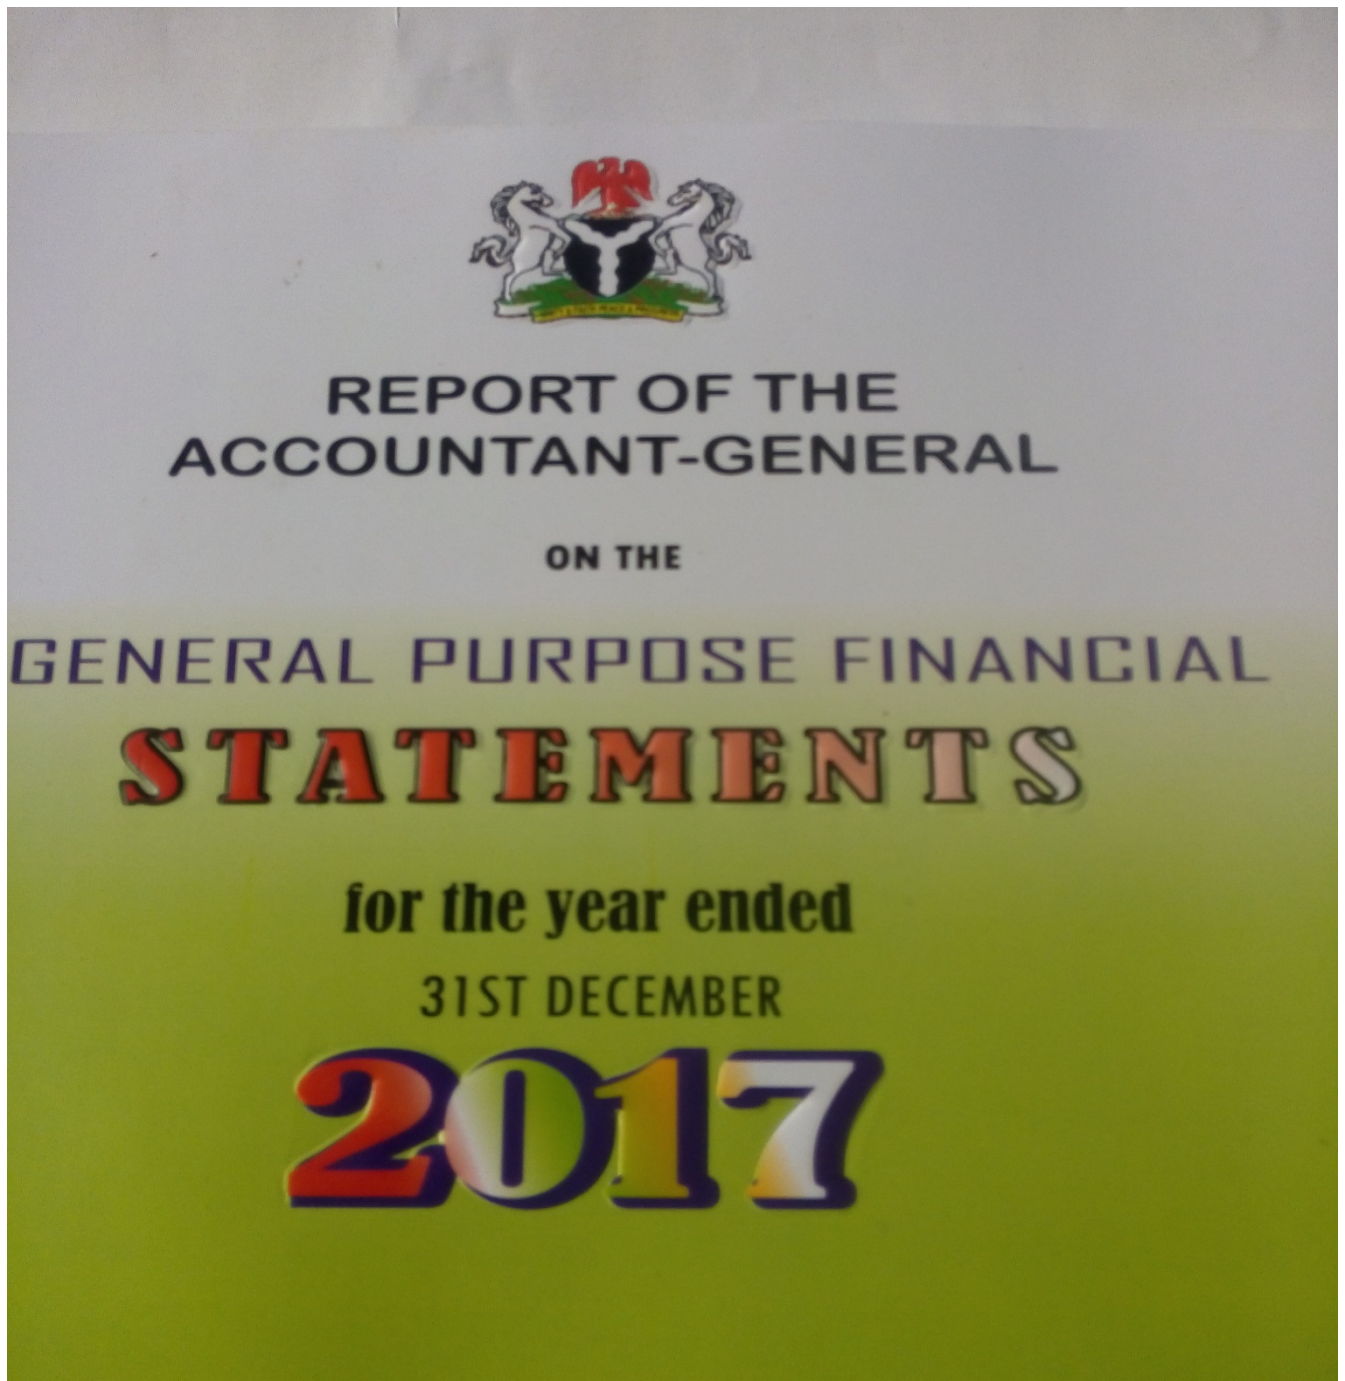 REPORT OF THE
ACCOUNTANT-GENERAL
ON THE
GENERAL PURPOSE FINANCIAL
STATEMENTS
for the year ended
31ST DECEMBER
2017